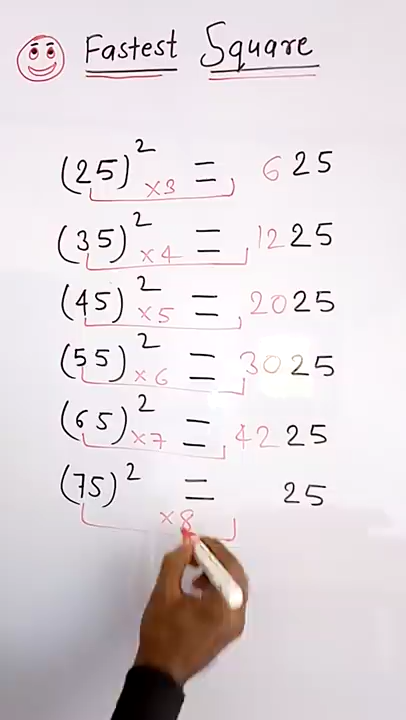 Fastest Square
(25)² ×3 = 625
(35)² ×4 = 1225
(45)² ×5 = 2025
(55)² ×6 = 3025
(65)² ×7 = 4225
(75)² = 25
×8